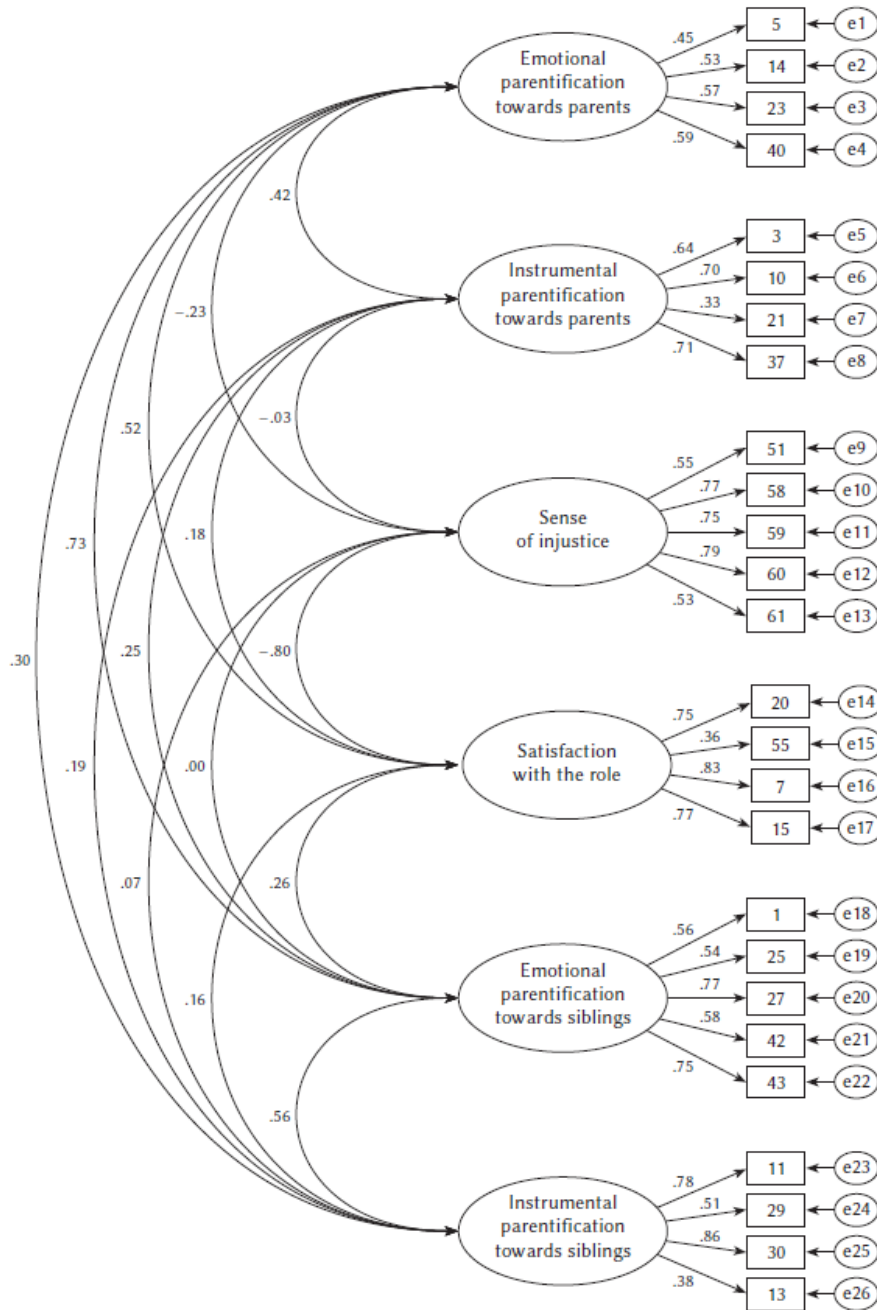 .45 5 e1
Emotional
parentification
towards parents
.53 14 e2
.57 23 e3
.59 40 e4
.42
Instrumental
parentification
towards parents
.64 3 e5
.70 10 e6
.33 21 e7
.71 37 e8
−.23
−.03
.52
.18
.73
.25
.30
.19
Sense
of injustice
.55 51 e9
.77 58 e10
.75 59 e11
.79 60 e12
.53 61 e13
−.80
.00
.07
Satisfaction
with the role
.75 20 e14
.36 55 e15
.83 7 e16
.77 15 e17
.26
.16
Emotional
parentification
towards siblings
.56 1 e18
.54 25 e19
.77 27 e20
.58 42 e21
.75 43 e22
.56
Instrumental
parentification
towards siblings
.78 11 e23
.51 29 e24
.86 30 e25
.38 13 e26